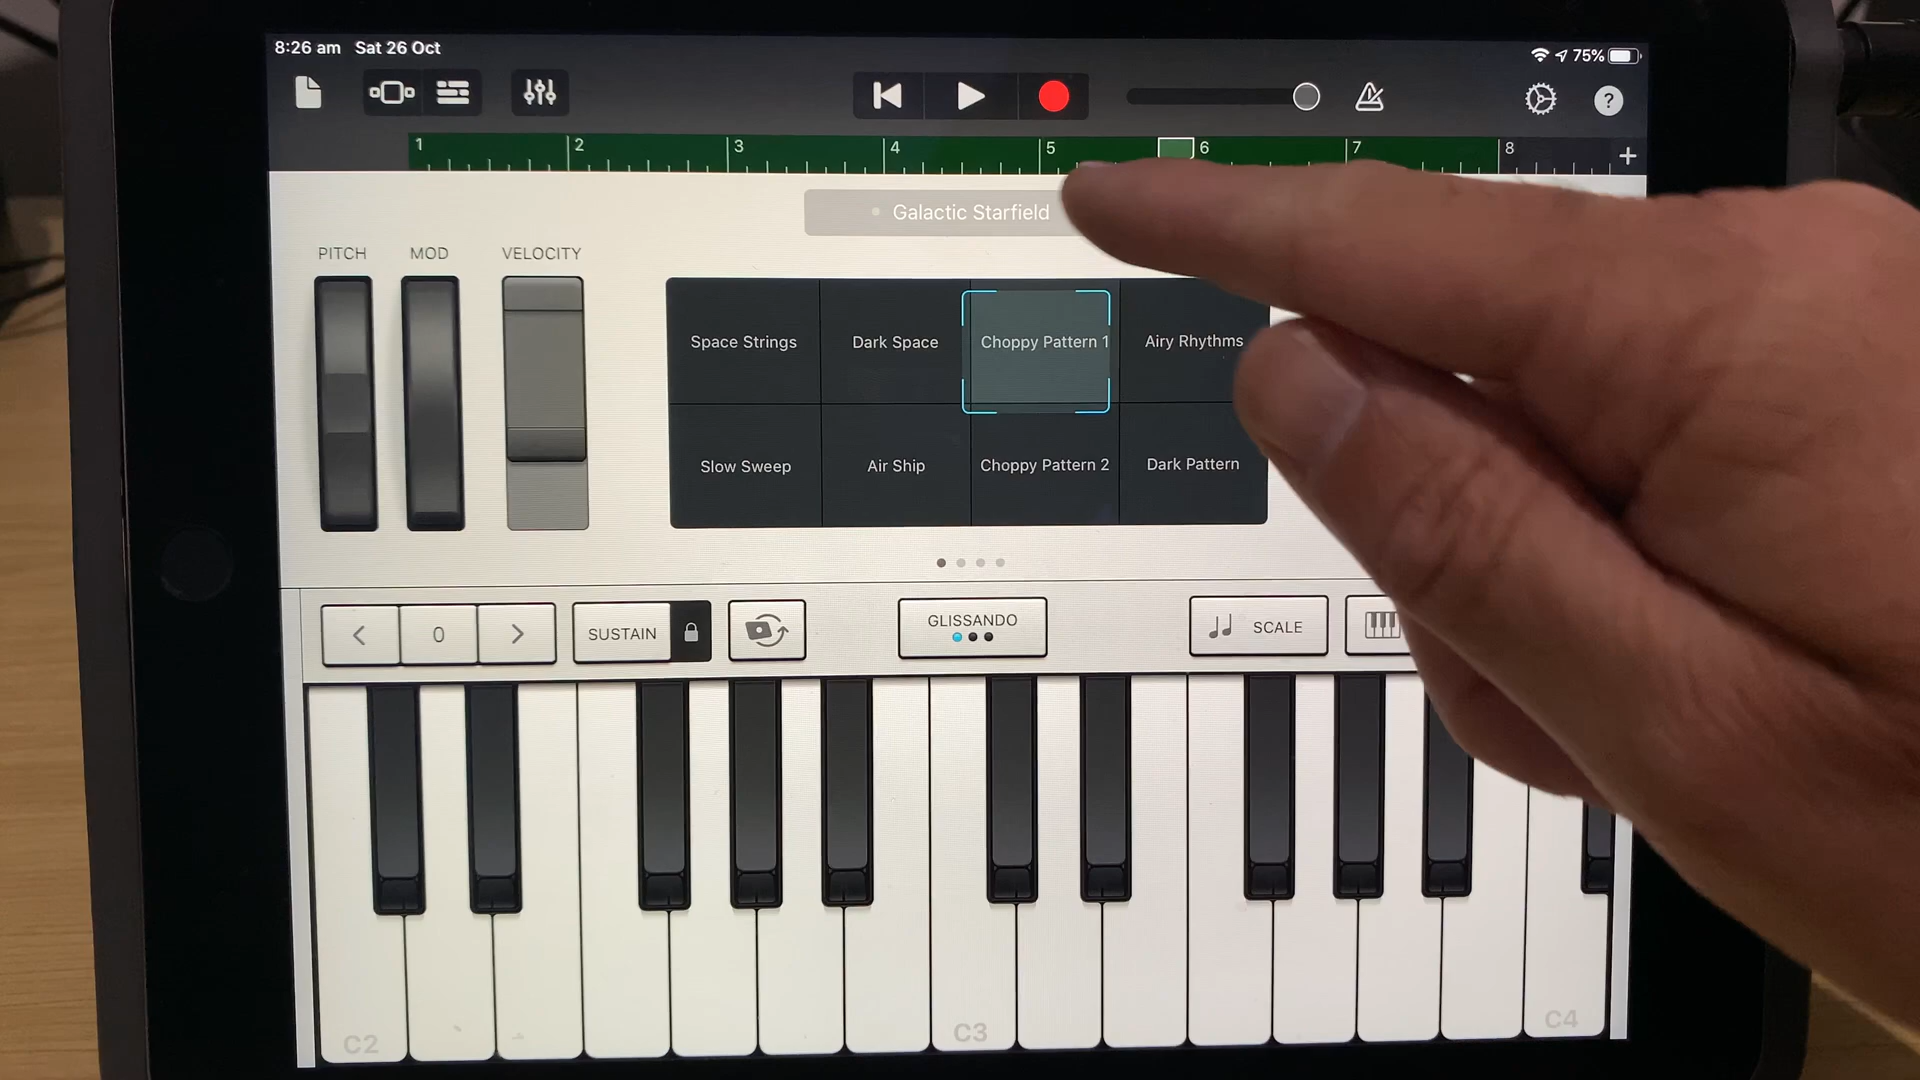 8:26 am Sat 26 Oct
75%
?
1 2 3 4 5 6 7 8 +
Galactic Starfield
PITCH MOD VELOCITY
Space Strings Dark Space Choppy Pattern 1 Airy Rhythms
Slow Sweep Air Ship Choppy Pattern 2 Dark Pattern
< 0 > SUSTAIN GLISSANDO SCALE
C2 C3 C4